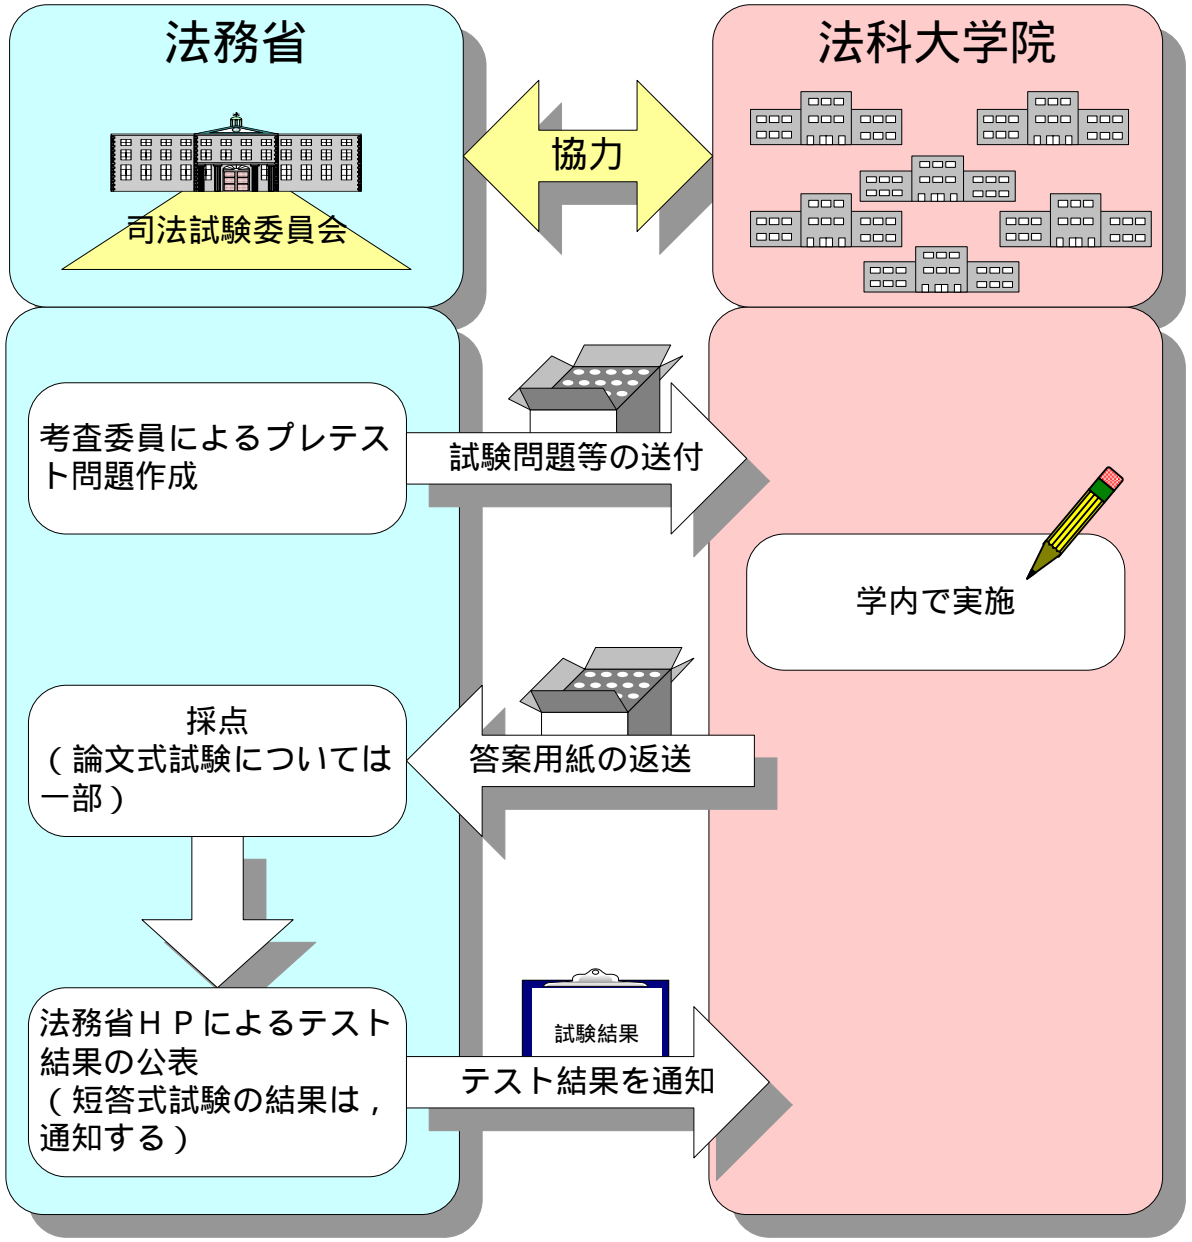 法務省
法科大学院
協力
司法試験委員会
考査委員によるプレテス
ト問題作成
試験問題等の送付
学内で実施
採点
（論文式試験については
一部）
答案用紙の返送
法務省ＨＰによるテスト
結果の公表
（短答式試験の結果は，
通知する）
試験結果
テスト結果を通知